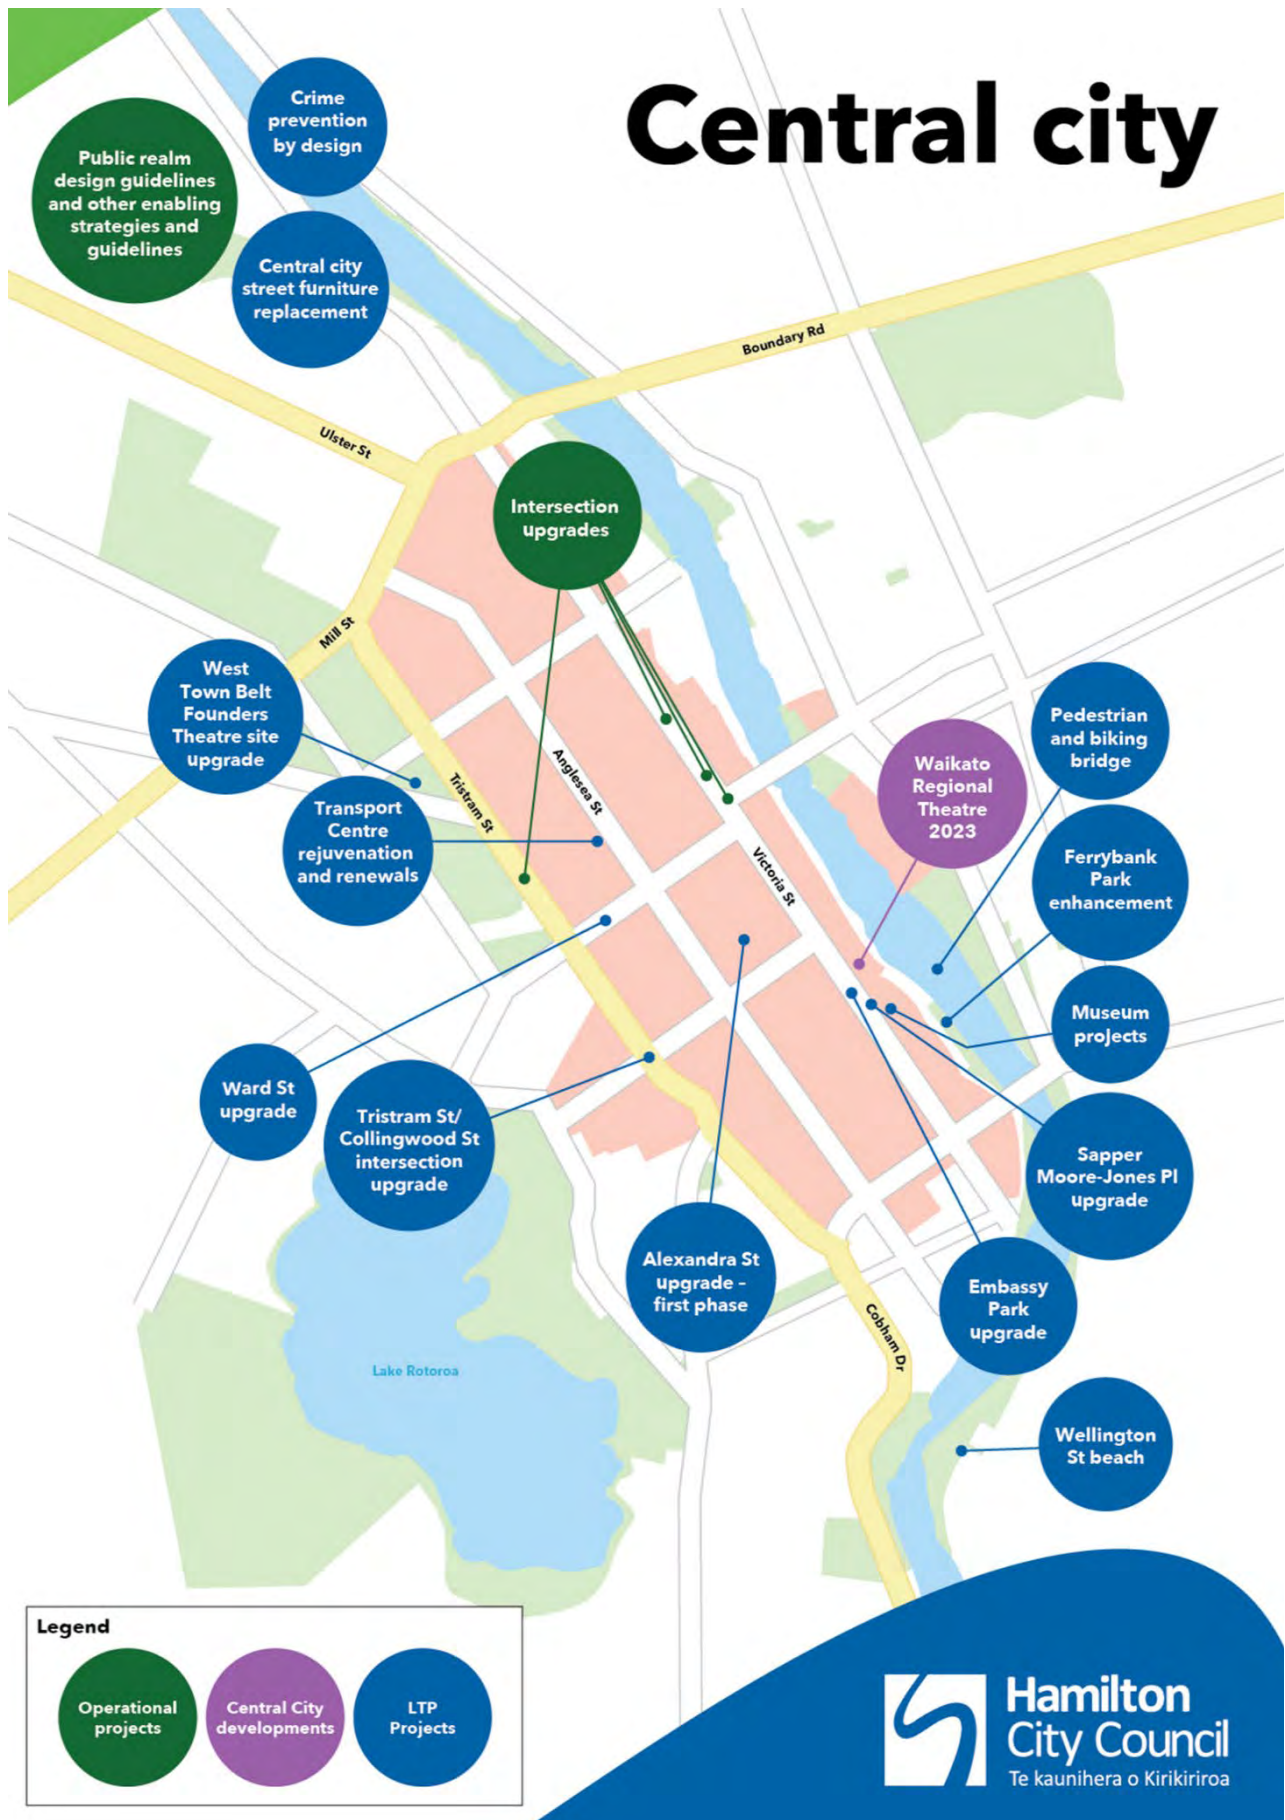 Central city
Crime
prevention
by design
Public realm
design guidelines
and other enabling
strategies and
guidelines
Central city
street furniture
replacement
Boundary Rd
Ulster St
Intersection
upgrades
Mill St
West
Town Belt
Founders
Theatre site
upgrade
Pedestrian
and biking
bridge
Waikato
Regional
Theatre
2023
Anglesea St
Tristram St
Transport
Centre
rejuvenation
and renewals
Victoria St
Ferrybank
Park
enhancement
Museum
projects
Ward St
upgrade
Tristram St/
Collingwood St
intersection
upgrade
Sapper
Moore-Jones Pl
upgrade
Alexandra St
upgrade –
first phase
Embassy
Park
upgrade
Cobham Dr
Lake Rotoroa
Wellington
St beach
Legend
Operational
projects
Central City
developments
LTP
Projects
Hamilton
City Council
Te kaunihera o Kirikiriroa